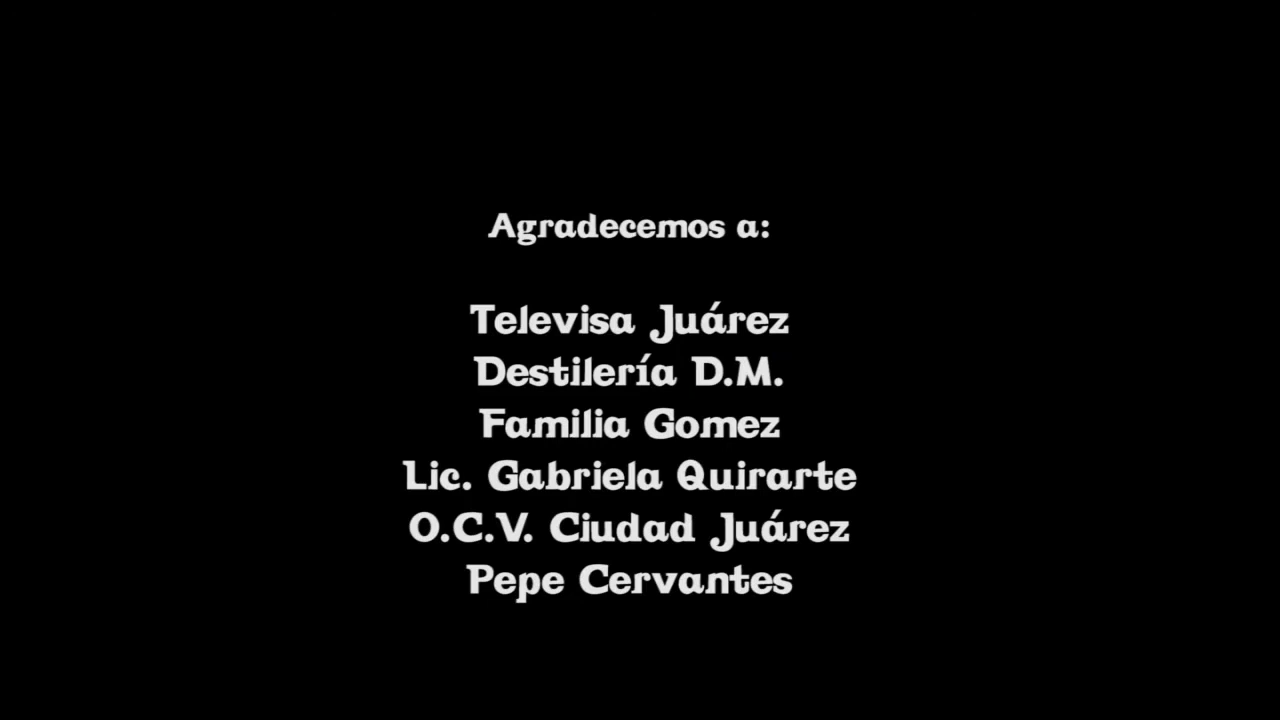 Agradecemos a:
Televisa Juárez
Destilería D.M.
Familia Gomez
Lic. Gabriela Quirarte
O.C.V. Ciudad Juárez
Pepe Cervantes